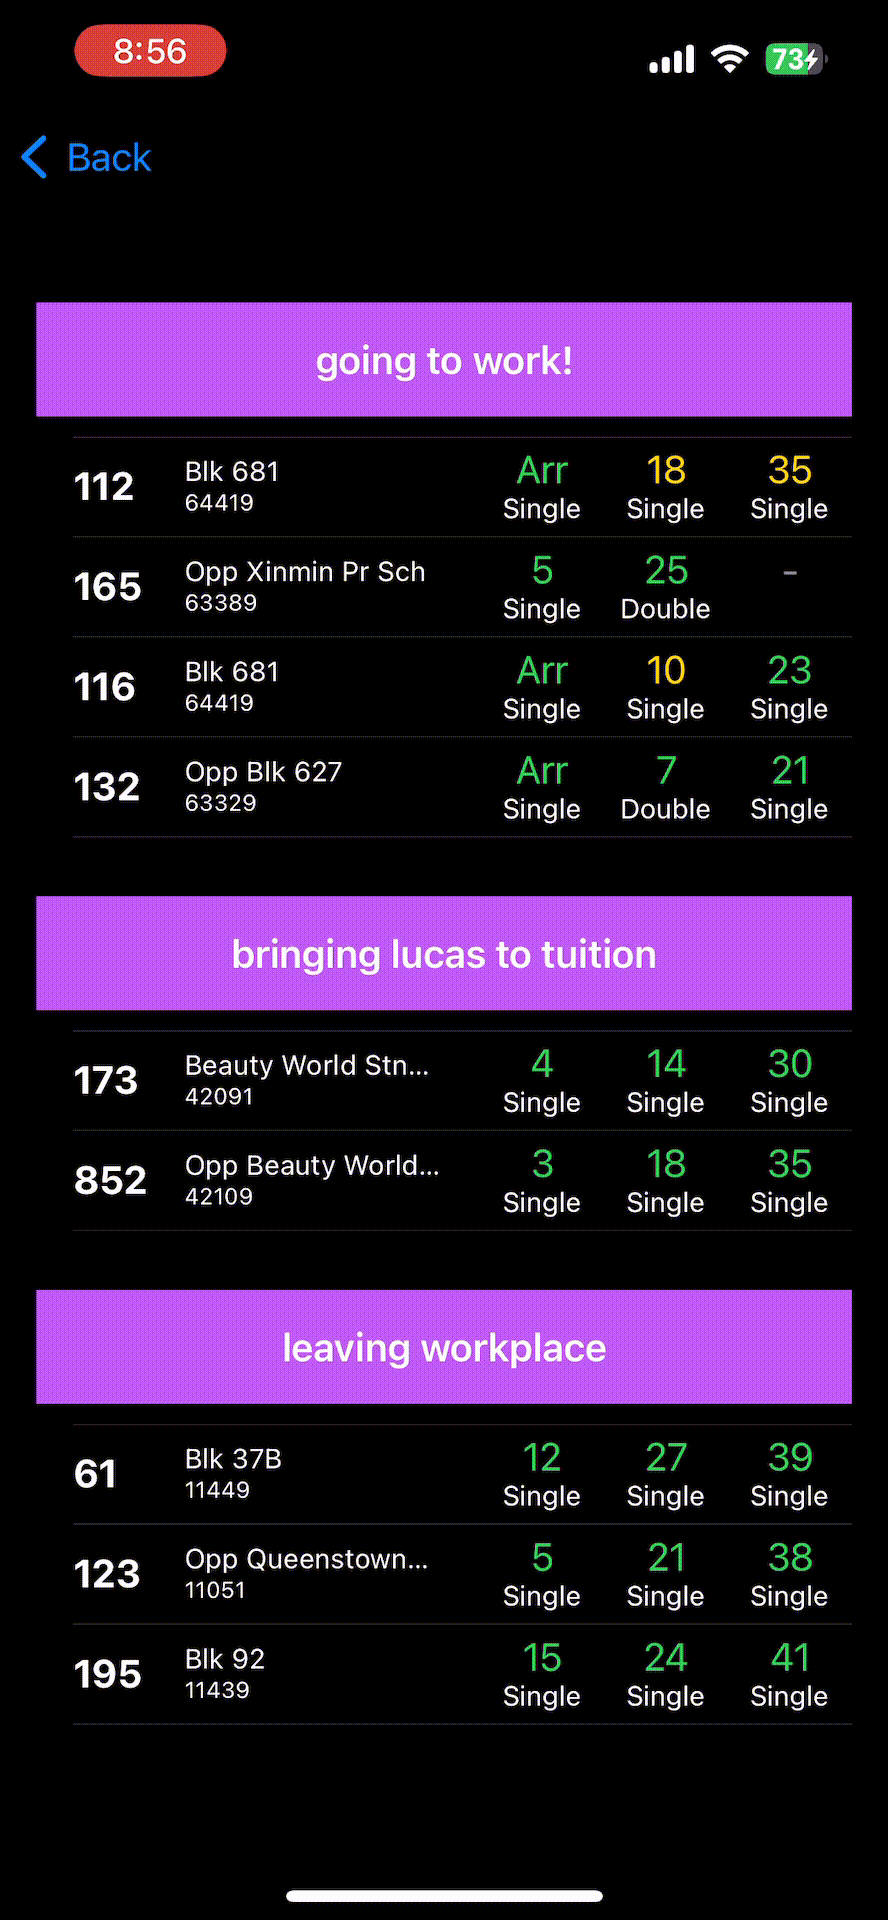 8:56
73
Back
going to work!
112 Blk 681 Arr 18 35
64419 Single Single Single
165 Opp Xinmin Pr Sch 5 25 -
63389 Single Double
116 Blk 681 Arr 10 23
64419 Single Single Single
132 Opp Blk 627 Arr 7 21
63329 Single Double Single
bringing lucas to tuition
173 Beauty World Stn... 4 14 30
42091 Single Single Single
852 Opp Beauty World... 3 18 35
42109 Single Single Single
leaving workplace
61 Blk 37B 12 27 39
11449 Single Single Single
123 Opp Queenstown... 5 21 38
11051 Single Single Single
195 Blk 92 15 24 41
11439 Single Single Single